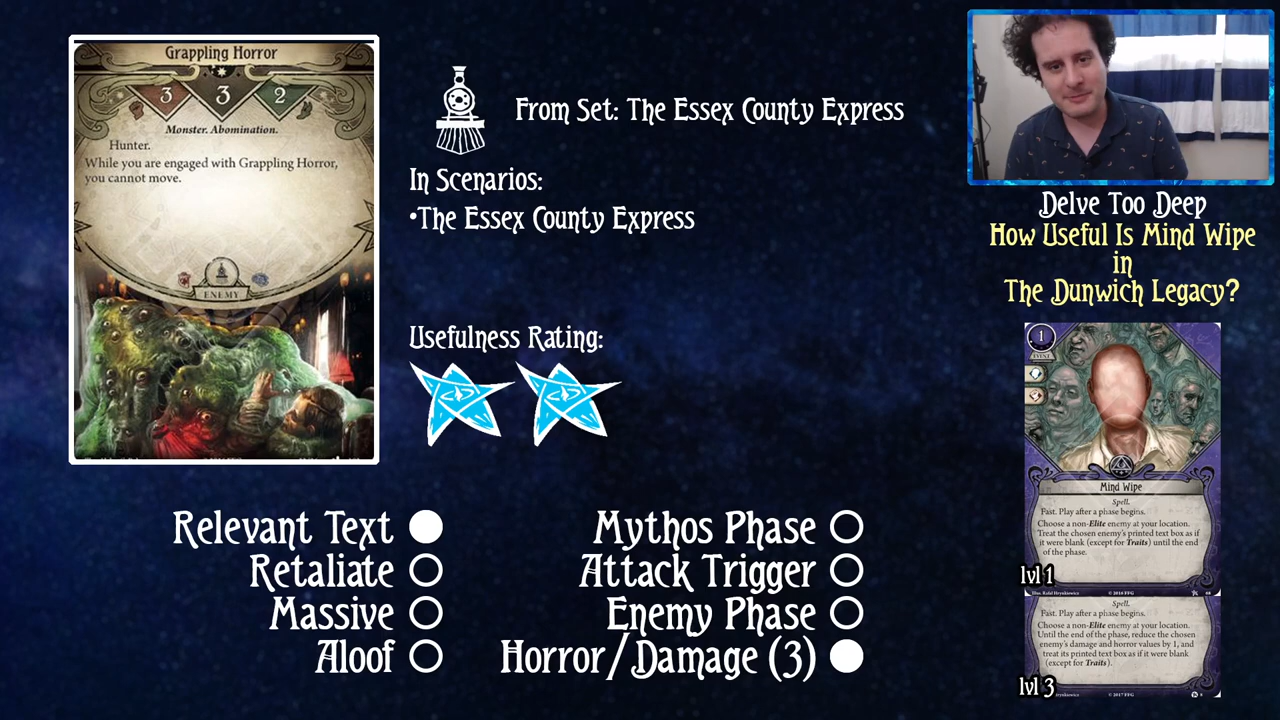 Grappling Horror
3 3 2
Monster. Abomination.
Hunter.
While you are engaged with Grappling Horror,
you cannot move.
ENEMY
From Set: The Essex County Express
In Scenarios:
•The Essex County Express
Usefulness Rating:
Relevant Text
Retaliate
Massive
Aloof
Mythos Phase
Attack Trigger
Enemy Phase
Horror/Damage (3)
Delve Too Deep
How Useful Is Mind Wipe
in
The Dunwich Legacy?
1
EVENT
Mind Wipe
Spell.
Fast. Play after a phase begins.
Choose a non-Elite enemy at your location.
Treat the chosen enemy's printed text box as if
it were blank (except for Traits) until the end
of the phase.
lvl 1
Spell.
Fast. Play after a phase begins.
Choose a non-Elite enemy at your location.
Until the end of the phase, reduce the chosen
enemy's damage and horror values by 1, and
treat its printed text box as if it were blank
(except for Traits).
lvl 3
© 2017 FFG